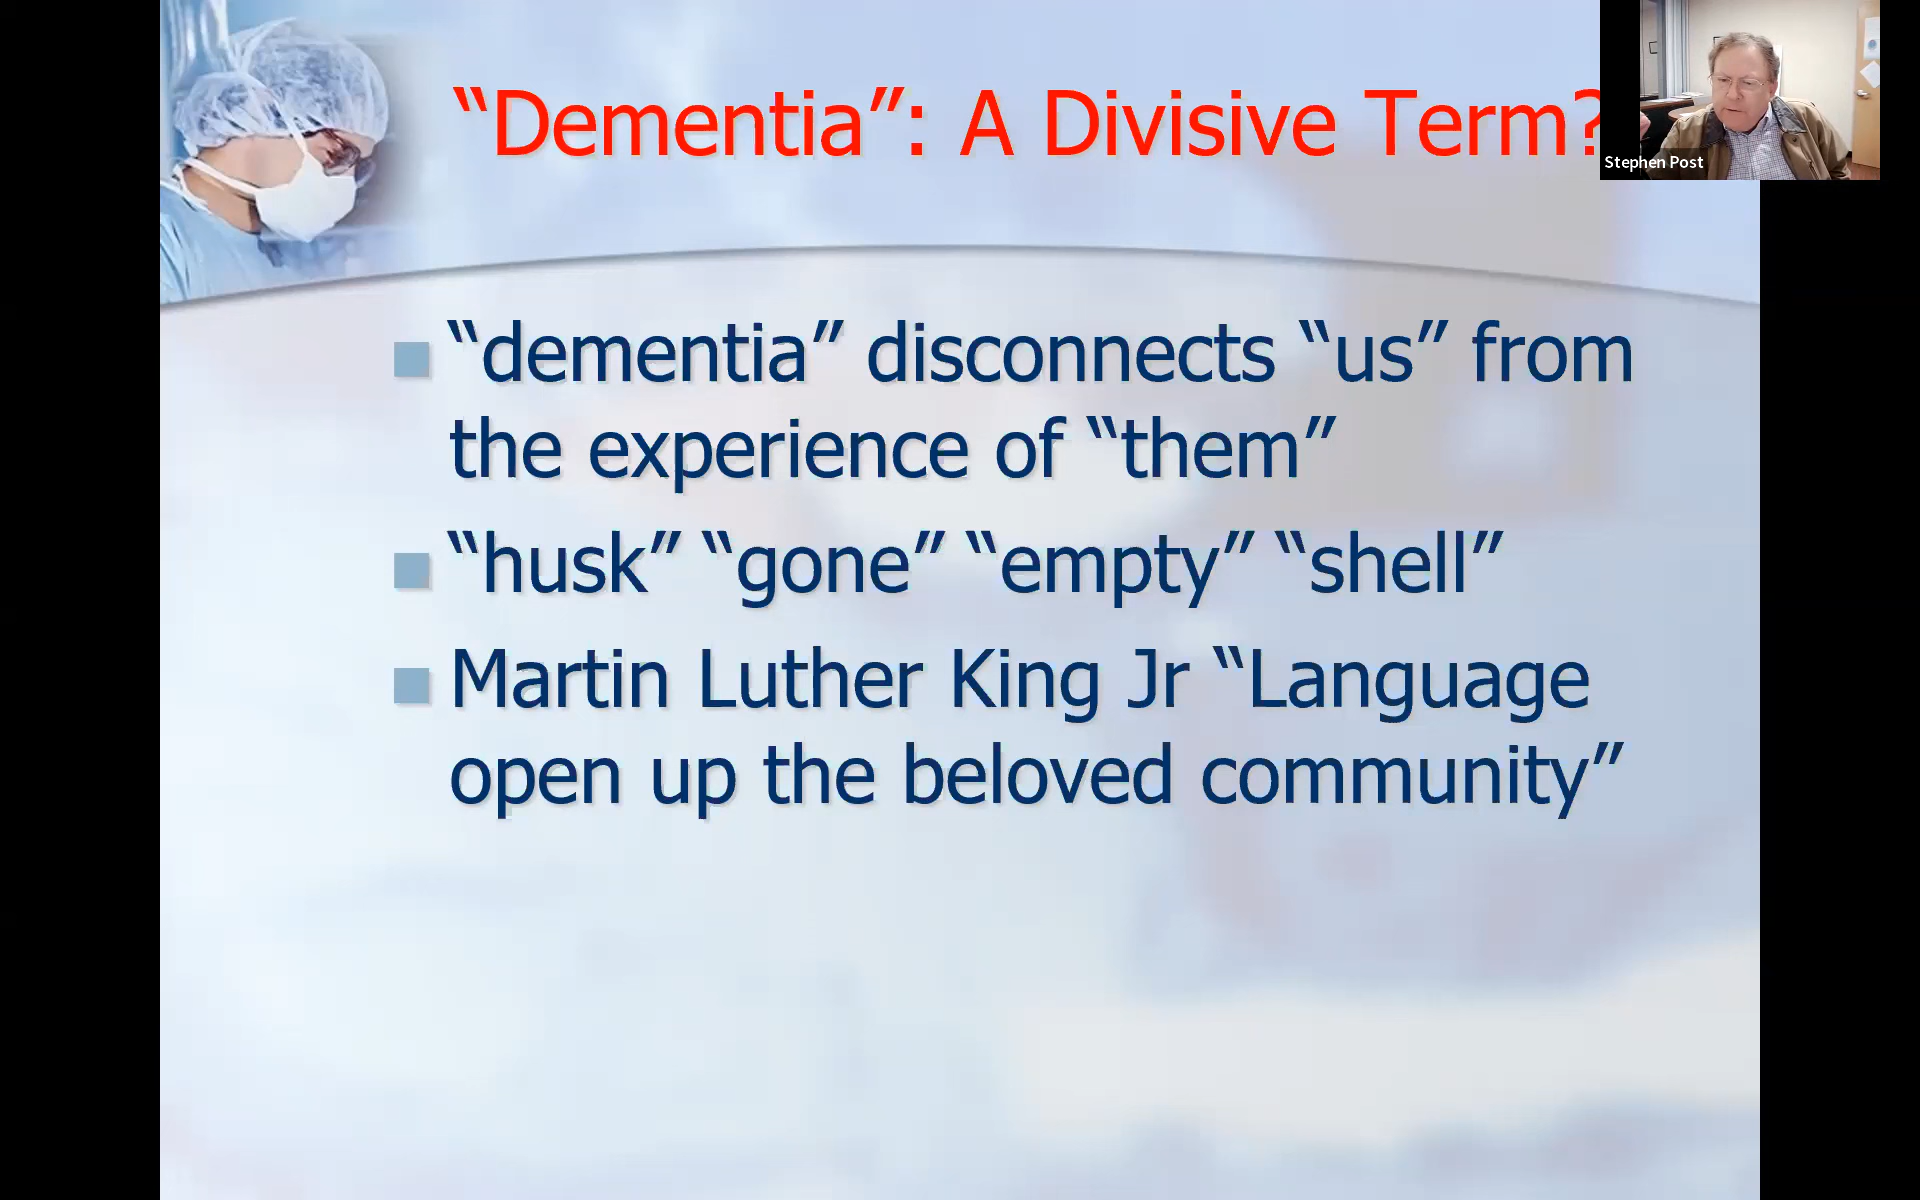 “Dementia”: A Divisive Term?
Stephen Post
“dementia” disconnects “us” from
the experience of “them”
“husk” “gone” “empty” “shell”
Martin Luther King Jr “Language
open up the beloved community”